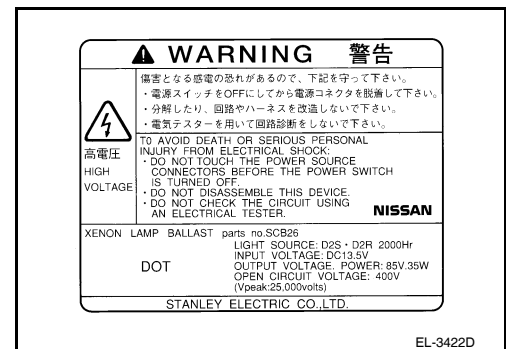 WARNING 警告
傷害となる感電の恐れがあるので、下記を守って下さい。
・電源スイッチをOFFにしてから電源コネクタを脱着して下さい。
・分解したり、回路やハーネスを改造しないで下さい。
・電気テスターを用いて回路診断をしないで下さい。
高電圧
HIGH
VOLTAGE
TO AVOID DEATH OR SERIOUS PERSONAL
INJURY FROM ELECTRICAL SHOCK:
・DO NOT TOUCH THE POWER SOURCE
CONNECTORS BEFORE THE POWER SWITCH
IS TURNED OFF.
・DO NOT DISASSEMBLE THIS DEVICE.
・DO NOT CHECK THE CIRCUIT USING
AN ELECTRICAL TESTER.
NISSAN
XENON LAMP BALLAST parts no.SCB26
DOT
LIGHT SOURCE: D2S・D2R 2000Hr
INPUT VOLTAGE: DC13.5V
OUTPUT VOLTAGE. POWER: 85V.35W
OPEN CIRCUIT VOLTAGE: 400V
(Vpeak:25,000volts)
STANLEY ELECTRIC CO.,LTD.
EL-3422D